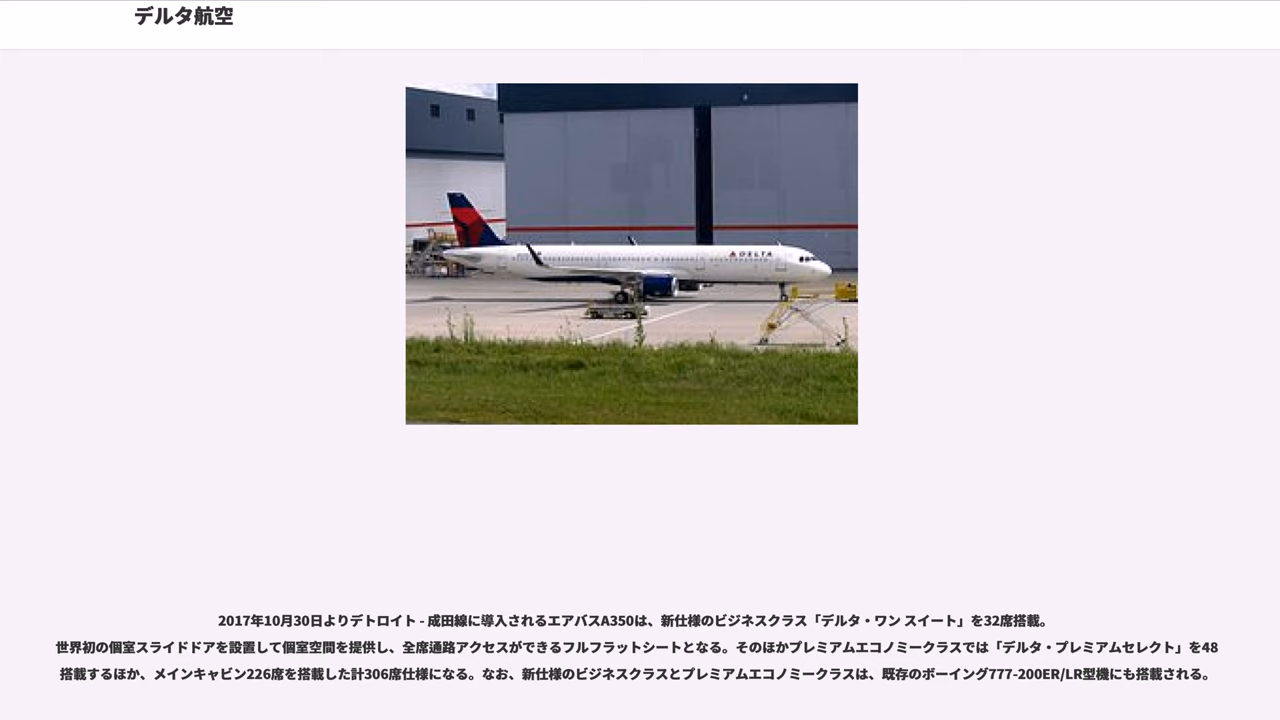 デルタ航空
DELTA
2017年10月30日よりデトロイト - 成田線に導入されるエアバスA350は、新仕様のビジネスクラス「デルタ・ワン スイート」を32席搭載。
世界初の個室スライドドアを設置して個室空間を提供し、全席通路アクセスができるフルフラットシートとなる。そのほかプレミアムエコノミークラスでは「デルタ・プレミアムセレクト」を48
搭載するほか、メインキャビン226席を搭載した計306席仕様になる。なお、新仕様のビジネスクラスとプレミアムエコノミークラスは、既存のボーイング777-200ER/LR型機にも搭載される。